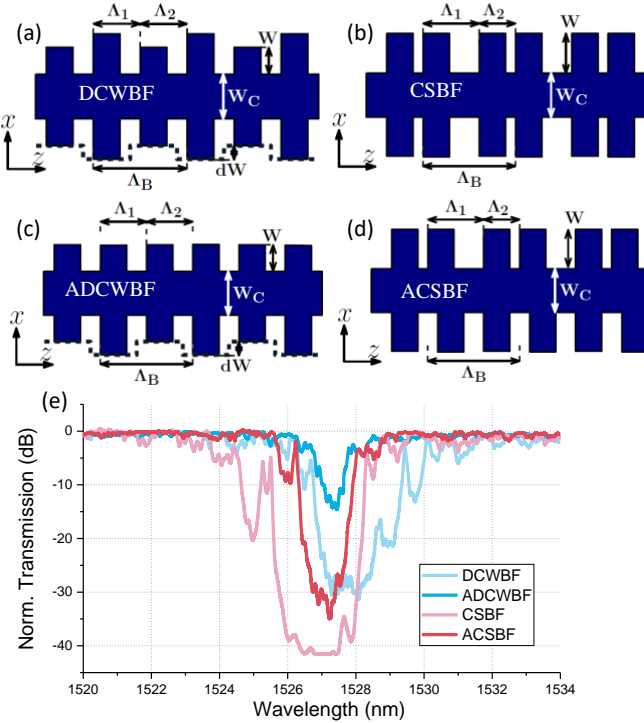 (a)
Λ1 Λ2
W
DCWBF
WC
x
z
ΛB
dW
(b)
Λ1 Λ2
W
CSBF
WC
x
z
ΛB
(c)
Λ1 Λ2
W
ADCWBF
WC
x
z
ΛB
dW
(d)
Λ1 Λ2
W
ACSBF
WC
x
z
ΛB
(e)
Norm. Transmission (dB)
0
-10
-20
-30
-40
DCWBF
ADCWBF
CSBF
ACSBF
1520 1522 1524 1526 1528 1530 1532 1534
Wavelength (nm)